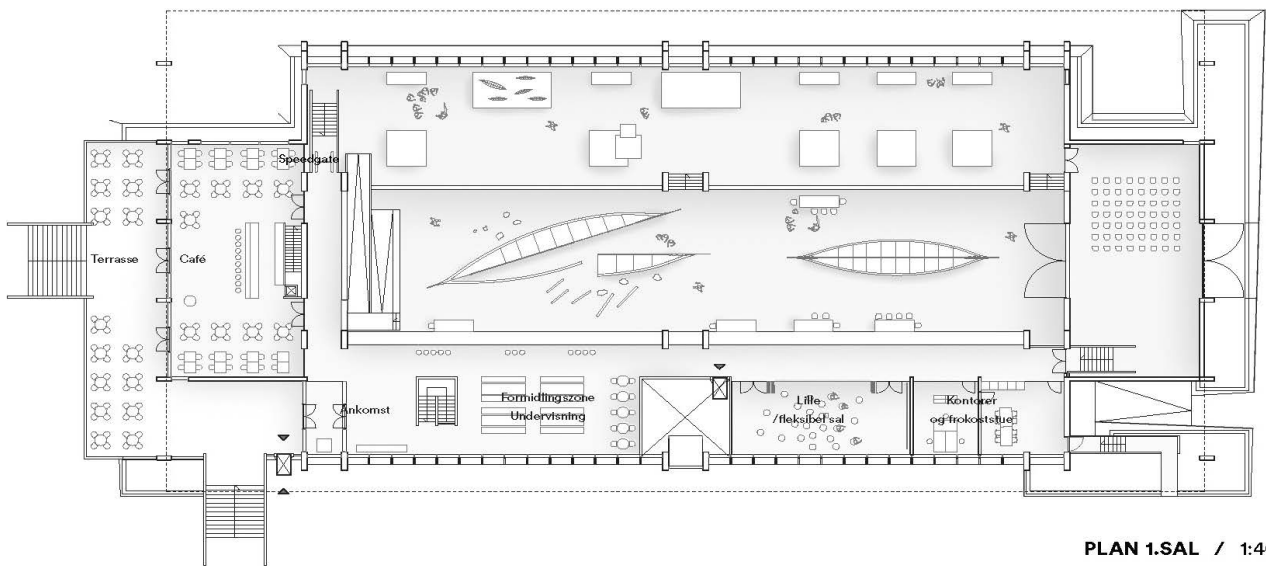 Speedgate
Terrasse
Café
Ankomst
Formidlingszone
Undervisning
Lille
/fleksibel sal
Kontorer
og frokoststue
PLAN 1.SAL / 1:4